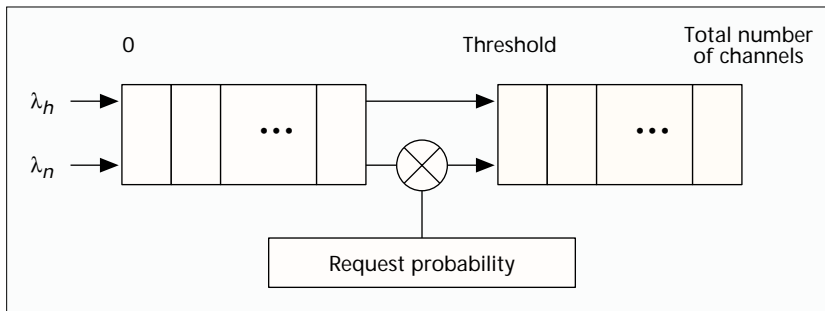 0
Threshold
Total number
of channels
λh
•••
•••
λn
Request probability